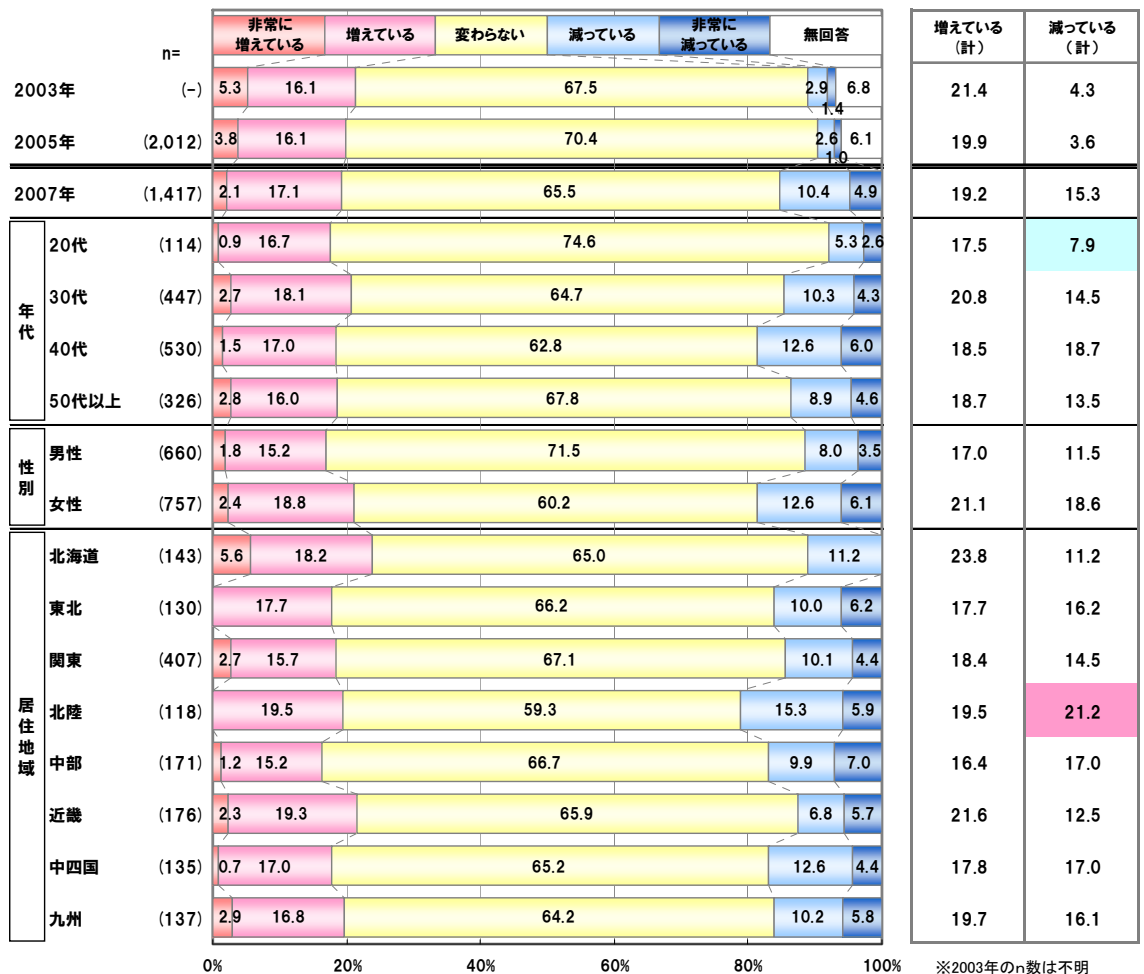 非常に増えている 増えている 変わらない 減っている 非常に減っている 無回答 増えている（計） 減っている（計）
n=
2003年 (-) 5.3 16.1 67.5 2.9 1.4 6.8 21.4 4.3
2005年 (2,012) 3.8 16.1 70.4 2.6 1.0 6.1 19.9 3.6
2007年 (1,417) 2.1 17.1 65.5 10.4 4.9 19.2 15.3
年代
20代 (114) 0.9 16.7 74.6 5.3 2.6 17.5 7.9
30代 (447) 2.7 18.1 64.7 10.3 4.3 20.8 14.5
40代 (530) 1.5 17.0 62.8 12.6 6.0 18.5 18.7
50代以上 (326) 2.8 16.0 67.8 8.9 4.6 18.7 13.5
性別
男性 (660) 1.8 15.2 71.5 8.0 3.5 17.0 11.5
女性 (757) 2.4 18.8 60.2 12.6 6.1 21.1 18.6
居住地域
北海道 (143) 5.6 18.2 65.0 11.2 23.8 11.2
東北 (130) 17.7 66.2 10.0 6.2 17.7 16.2
関東 (407) 2.7 15.7 67.1 10.1 4.4 18.4 14.5
北陸 (118) 19.5 59.3 15.3 5.9 19.5 21.2
中部 (171) 1.2 15.2 66.7 9.9 7.0 16.4 17.0
近畿 (176) 2.3 19.3 65.9 6.8 5.7 21.6 12.5
中四国 (135) 0.7 17.0 65.2 12.6 4.4 17.8 17.0
九州 (137) 2.9 16.8 64.2 10.2 5.8 19.7 16.1
0% 20% 40% 60% 80% 100%
※2003年のn数は不明